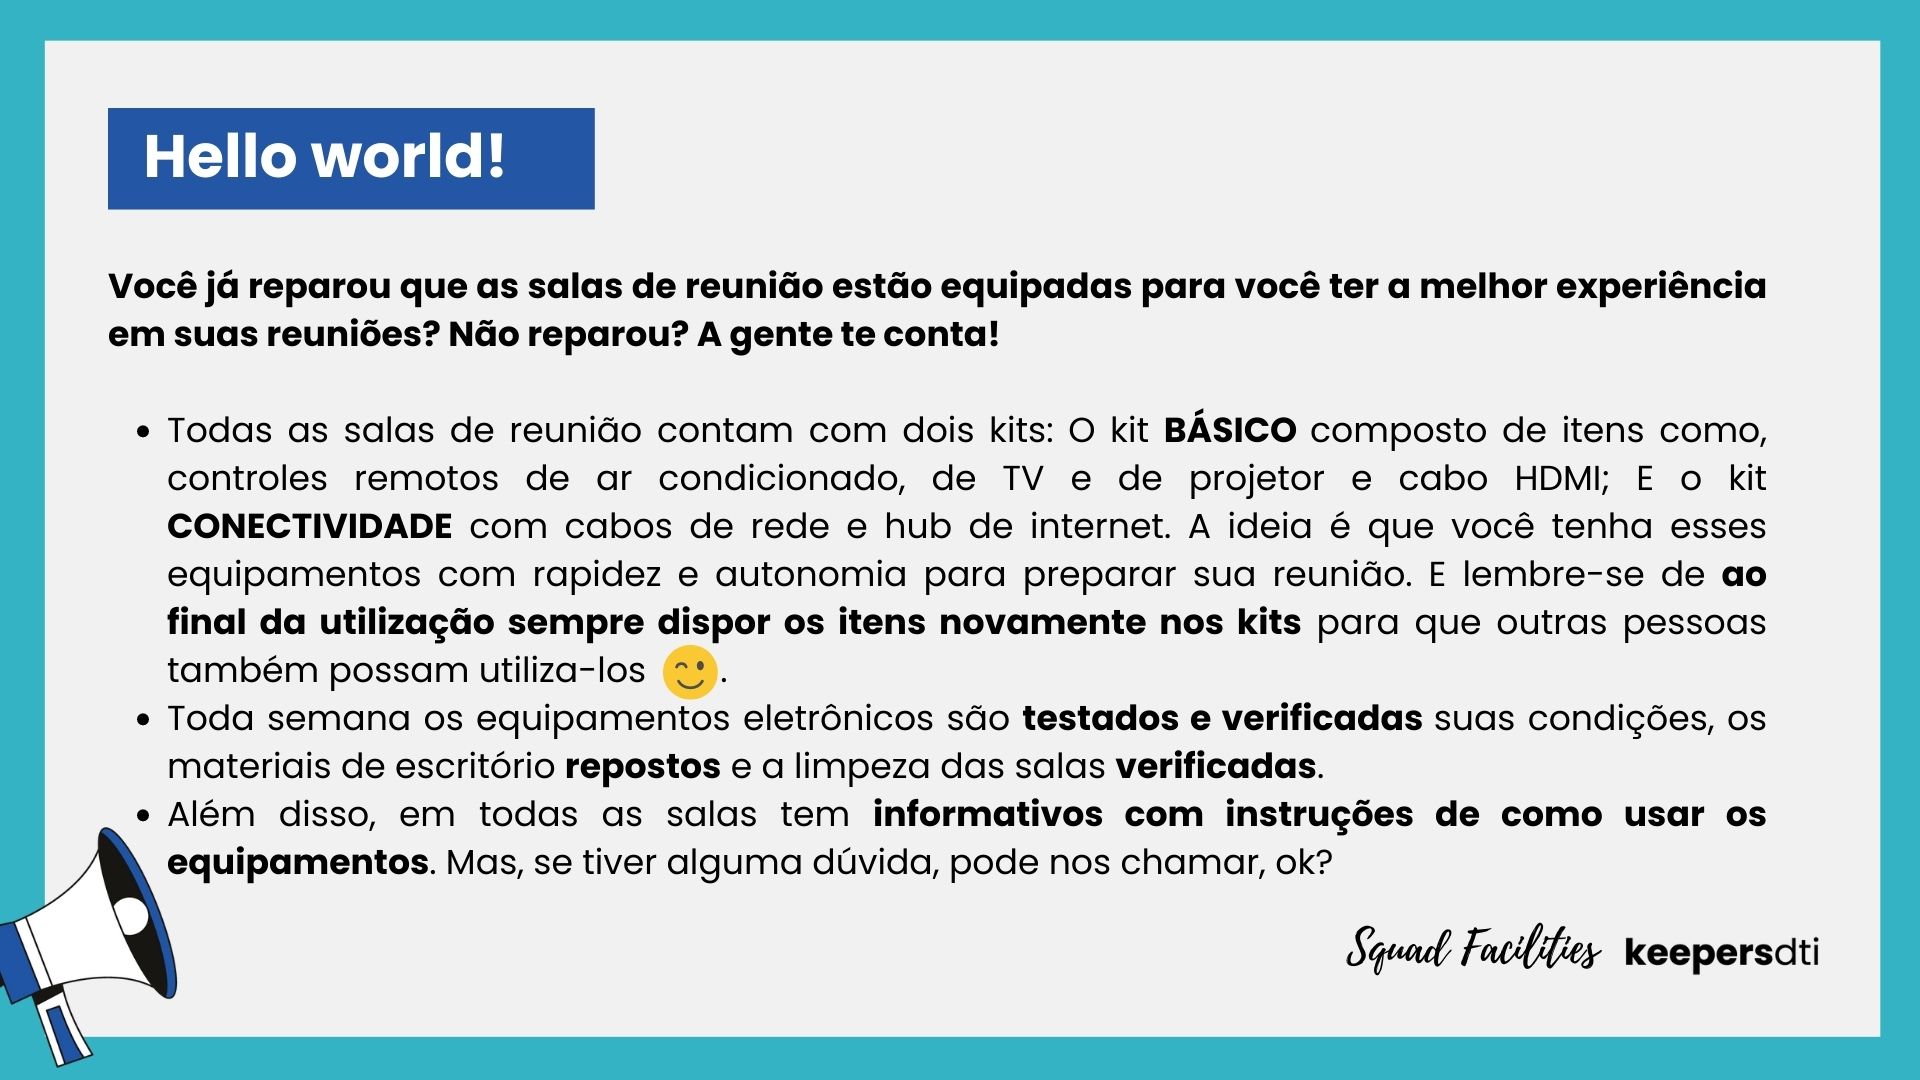 Hello world!
Você já reparou que as salas de reunião estão equipadas para você ter a melhor experiência
em suas reuniões? Não reparou? A gente te conta!
• Todas as salas de reunião contam com dois kits: O kit BÁSICO composto de itens como,
controles remotos de ar condicionado, de TV e de projetor e cabo HDMI; E o kit
CONECTIVIDADE com cabos de rede e hub de internet. A ideia é que você tenha esses
equipamentos com rapidez e autonomia para preparar sua reunião. E lembre-se de ao
final da utilização sempre dispor os itens novamente nos kits para que outras pessoas
também possam utiliza-los 😉.
• Toda semana os equipamentos eletrônicos são testados e verificadas suas condições, os
materiais de escritório repostos e a limpeza das salas verificadas.
• Além disso, em todas as salas tem informativos com instruções de como usar os
equipamentos. Mas, se tiver alguma dúvida, pode nos chamar, ok?
Squad Facilities keepersdti